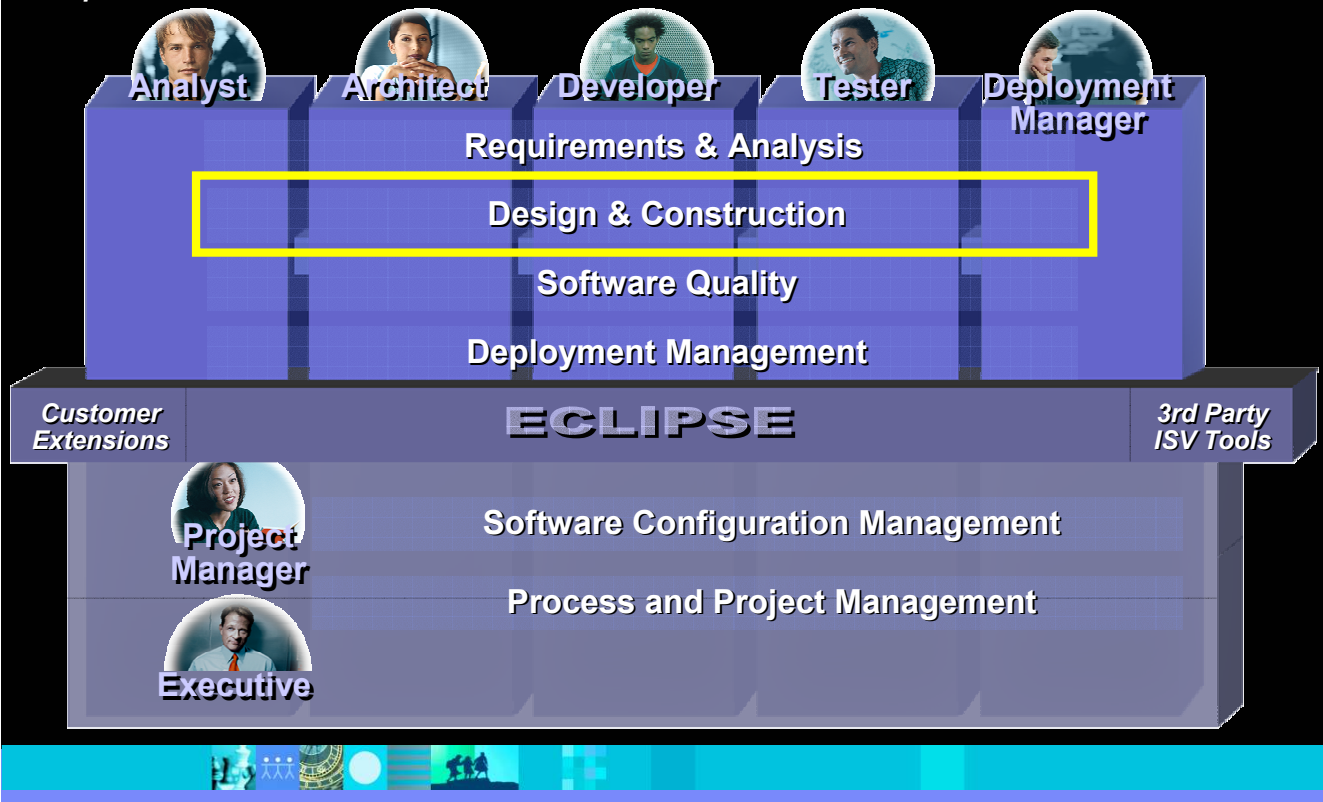 Analyst
Architect
Developer
Tester
Deployment
Manager
Requirements & Analysis
Design & Construction
Software Quality
Deployment Management
Customer
Extensions
ECLIPSE
3rd Party
ISV Tools
Project
Manager
Software Configuration Management
Process and Project Management
Executive